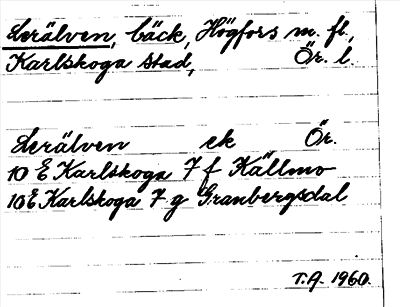 Lerälven, bäck, Högfors m. fl.,
Karlskoga stad, Ör. l.
Lerälven ek Ör.
10 E Karlskoga 7 f Källmo
10 E Karlskoga 7 g Granbergsdal
T.A. 1960.